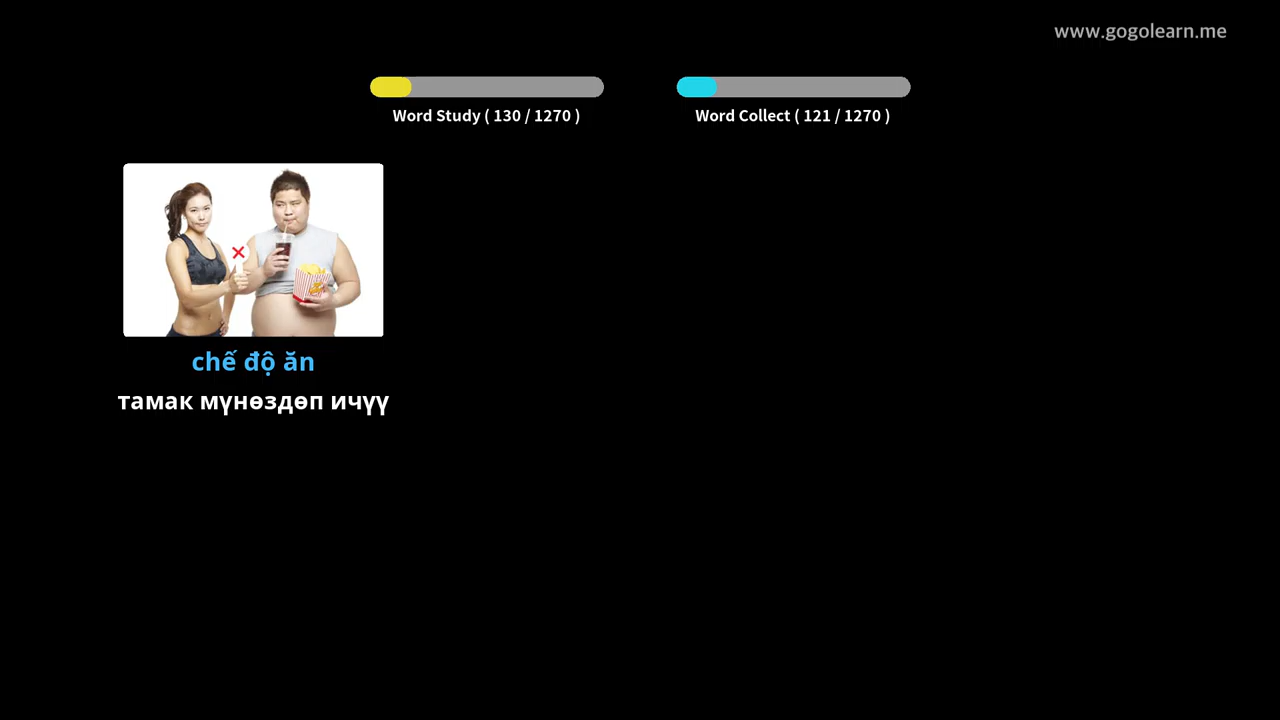 www.gogolearn.me
Word Study ( 130 / 1270 )
Word Collect ( 121 / 1270 )
chế độ ăn
тамак мүнөздөп ичүү